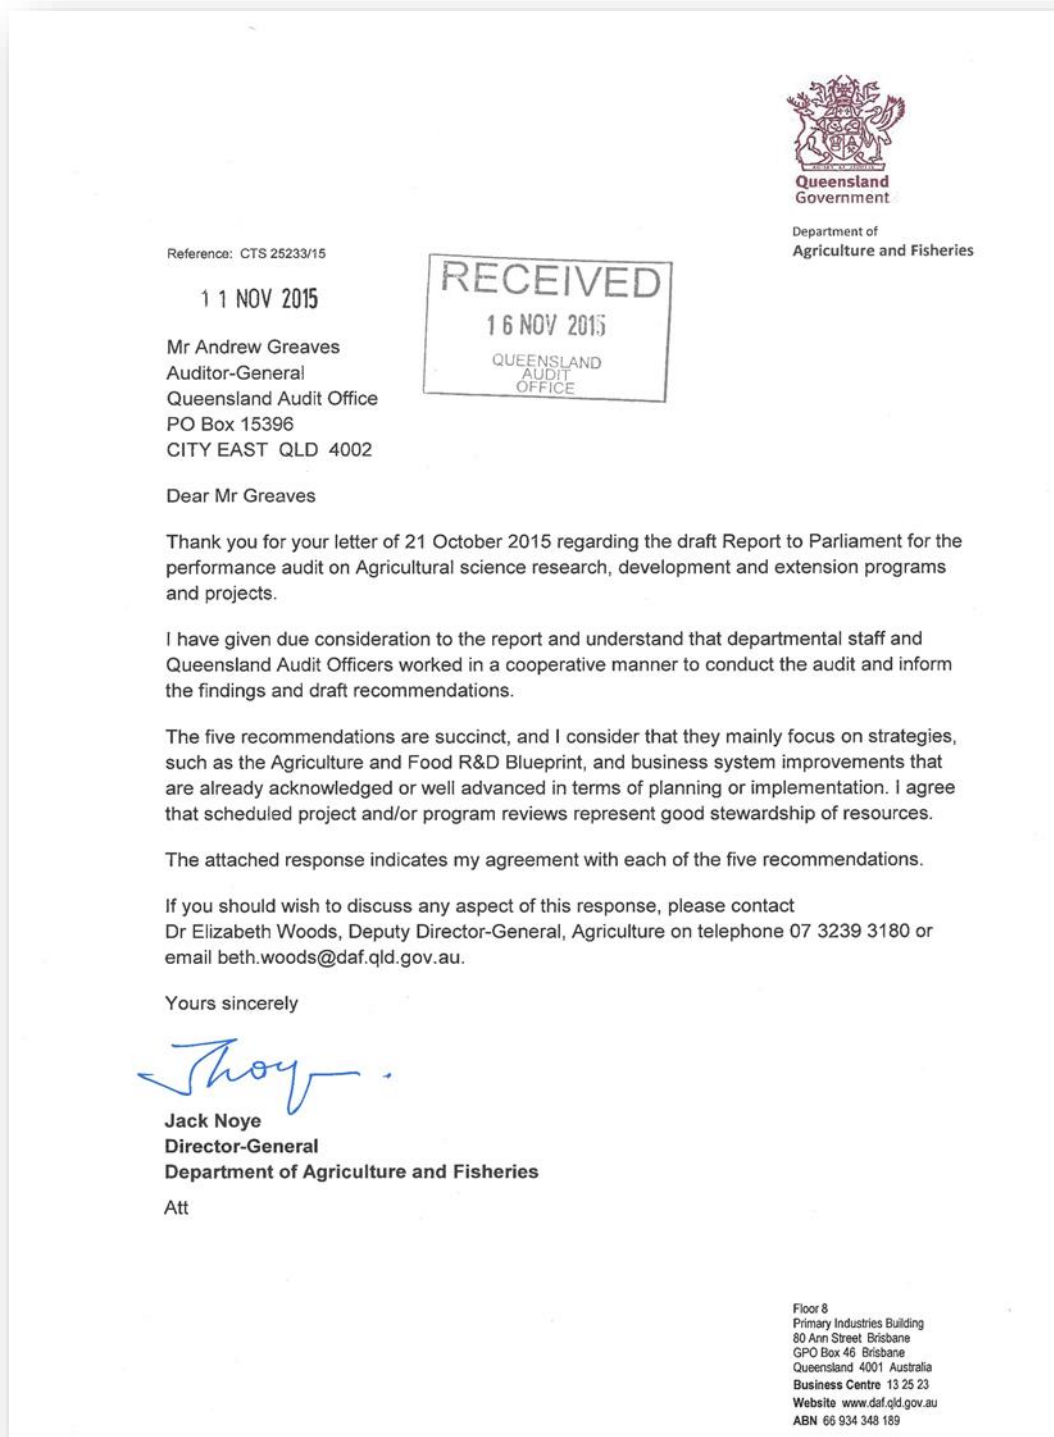 Queensland
Government
Department of
Agriculture and Fisheries
Reference: CTS 25233/15
1 1 NOV 2015
RECEIVED
1 6 NOV 2015
QUEENSLAND
AUDIT
OFFICE
Mr Andrew Greaves
Auditor-General
Queensland Audit Office
PO Box 15396
CITY EAST QLD 4002
Dear Mr Greaves
Thank you for your letter of 21 October 2015 regarding the draft Report to Parliament for the
performance audit on Agricultural science research, development and extension programs
and projects.
I have given due consideration to the report and understand that departmental staff and
Queensland Audit Officers worked in a cooperative manner to conduct the audit and inform
the findings and draft recommendations.
The five recommendations are succinct, and I consider that they mainly focus on strategies,
such as the Agriculture and Food R&D Blueprint, and business system improvements that
are already acknowledged or well advanced in terms of planning or implementation. I agree
that scheduled project and/or program reviews represent good stewardship of resources.
The attached response indicates my agreement with each of the five recommendations.
If you should wish to discuss any aspect of this response, please contact
Dr Elizabeth Woods, Deputy Director-General, Agriculture on telephone 07 3239 3180 or
email beth.woods@daf.qld.gov.au.
Yours sincerely
Jack Noye
Director-General
Department of Agriculture and Fisheries
Att
Floor 8
Primary Industries Building
80 Ann Street Brisbane
GPO Box 46 Brisbane
Queensland 4001 Australia
Business Centre 13 25 23
Website www.daf.qld.gov.au
ABN 66 934 348 189